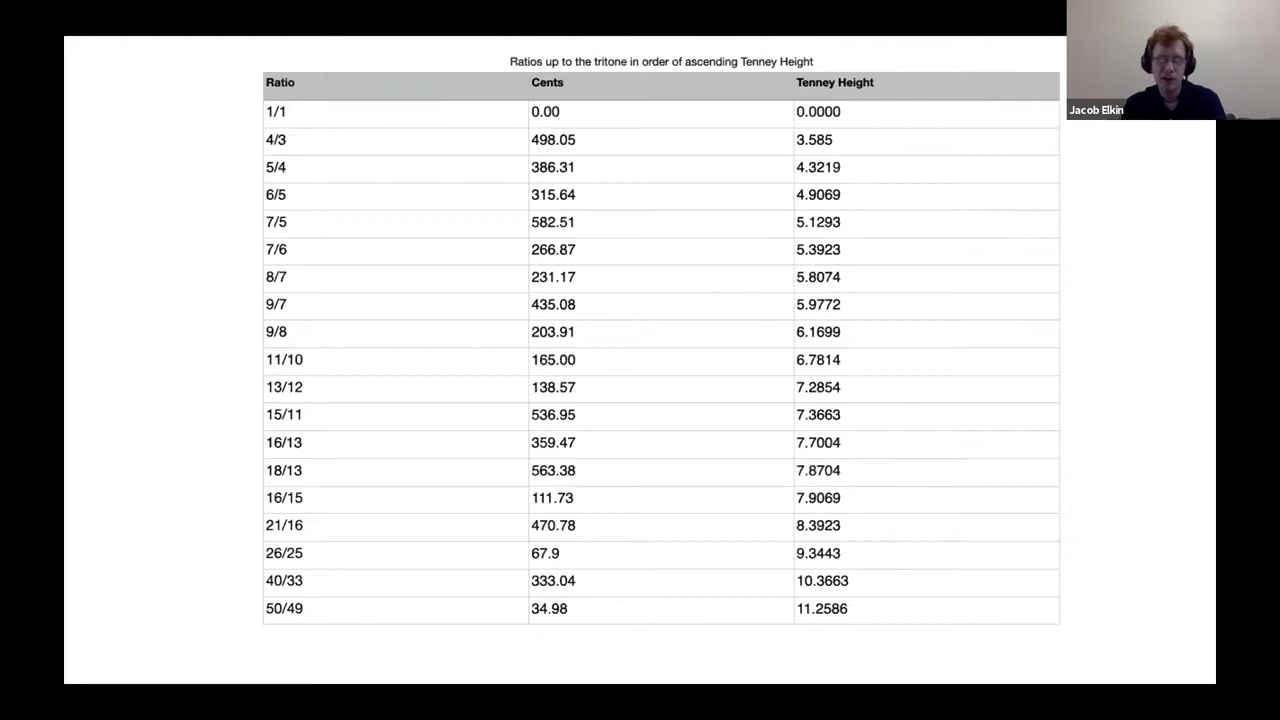 Ratios up to the tritone in order of ascending Tenney Height
Ratio Cents Tenney Height
1/1 0.00 0.0000
4/3 498.05 3.585
5/4 386.31 4.3219
6/5 315.64 4.9069
7/5 582.51 5.1293
7/6 266.87 5.3923
8/7 231.17 5.8074
9/7 435.08 5.9772
9/8 203.91 6.1699
11/10 165.00 6.7814
13/12 138.57 7.2854
15/11 536.95 7.3663
16/13 359.47 7.7004
18/13 563.38 7.8704
16/15 111.73 7.9069
21/16 470.78 8.3923
26/25 67.9 9.3443
40/33 333.04 10.3663
50/49 34.98 11.2586
Jacob Elkin